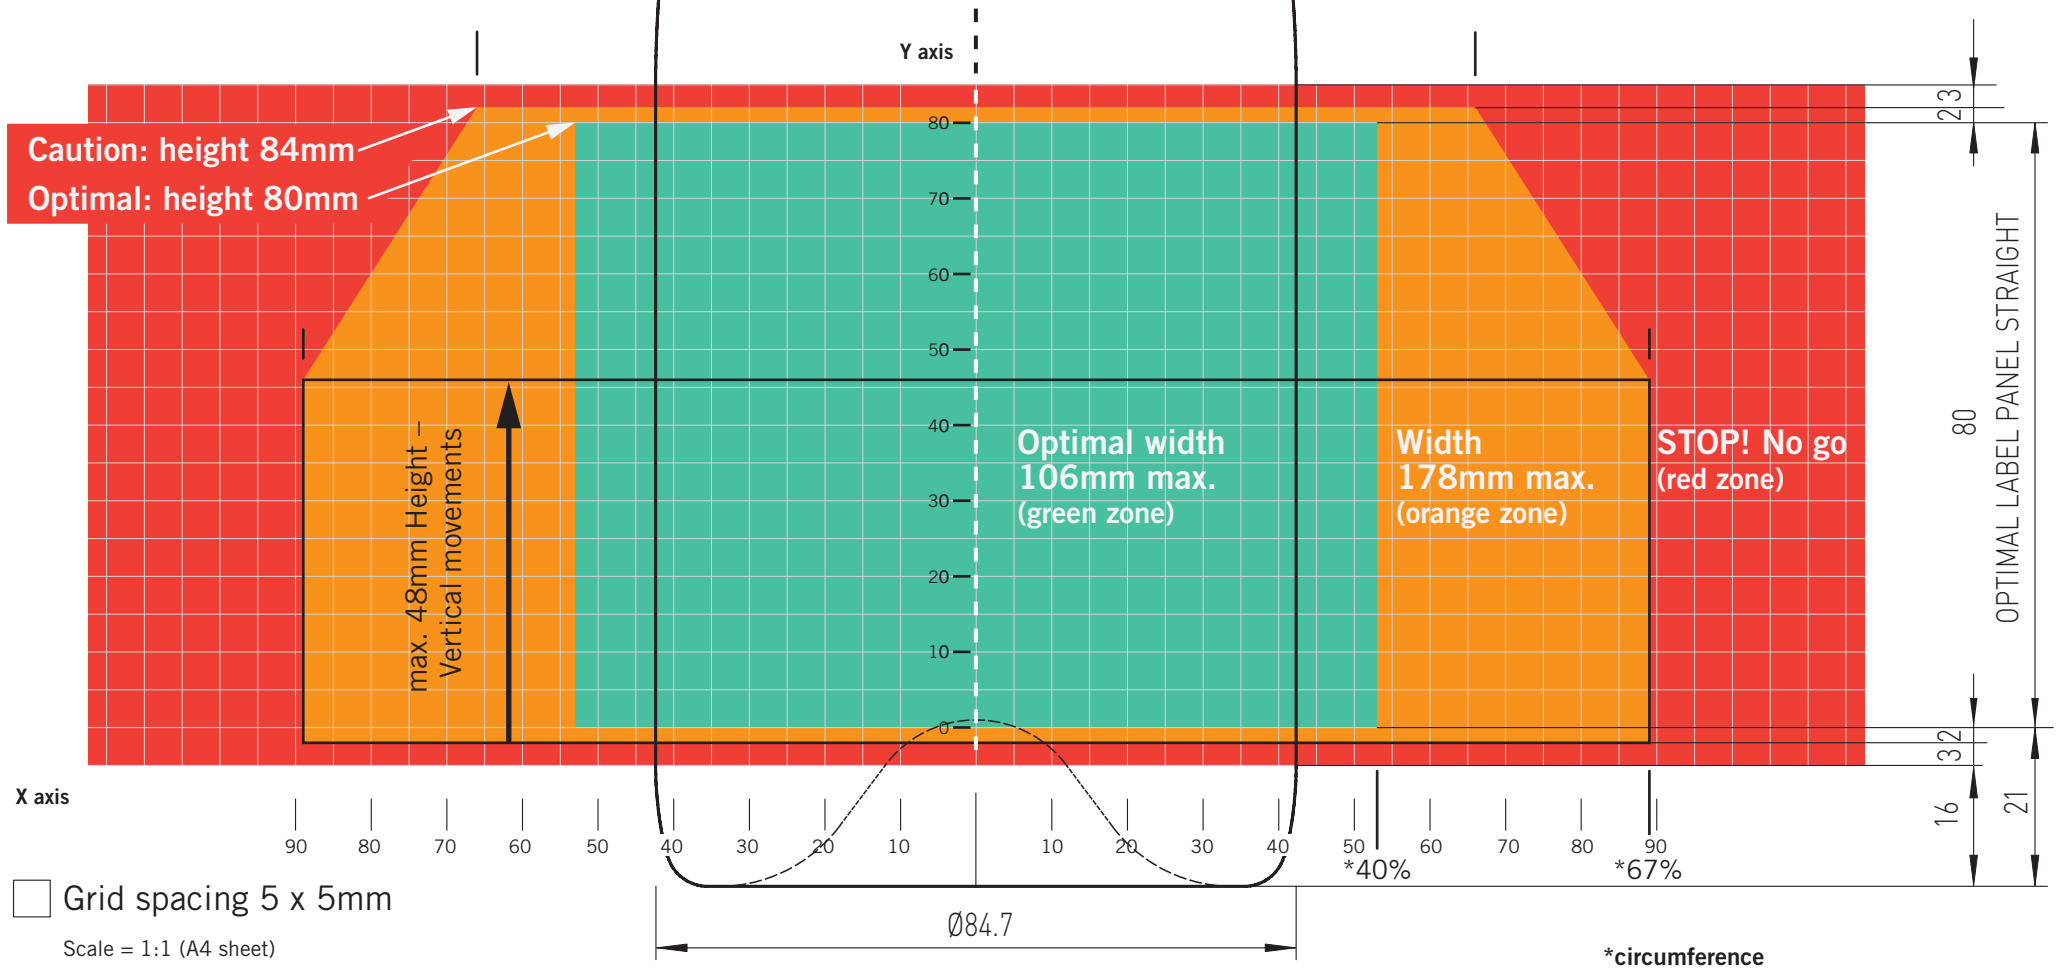 Y axis
Caution: height 84mm
Optimal: height 80mm
80
70
60
50
40
30
20
10
0
max. 48mm Height –
Vertical movements
Optimal width
106mm max.
(green zone)
Width
178mm max.
(orange zone)
STOP! No go
(red zone)
3
2
80
OPTIMAL LABEL PANEL STRAIGHT
2
3
16
21
X axis
90 80 70 60 50 40 30 20 10 10 20 30 40 50 60 70 80 90
*40% *67%
Grid spacing 5 x 5mm
Ø84.7
Scale = 1:1 (A4 sheet)
*circumference